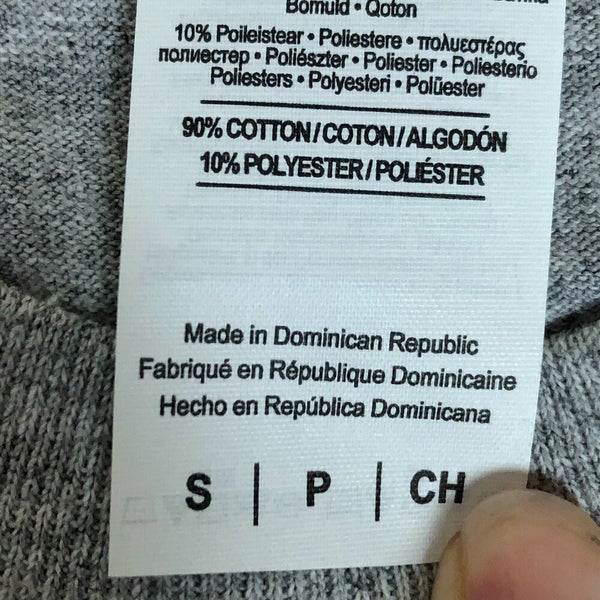 Bomuld • Qoton
10% Poileistear • Poliestere • πολυεστέρας
полиестер • Poliészter • Poliester • Poliesterio
Poliesters • Polyesteri • Polüester
90% COTTON/COTON/ALGODÓN
10% POLYESTER/POLIÉSTER
Made in Dominican Republic
Fabriqué en République Dominicaine
Hecho en República Dominicana
S | P | CH